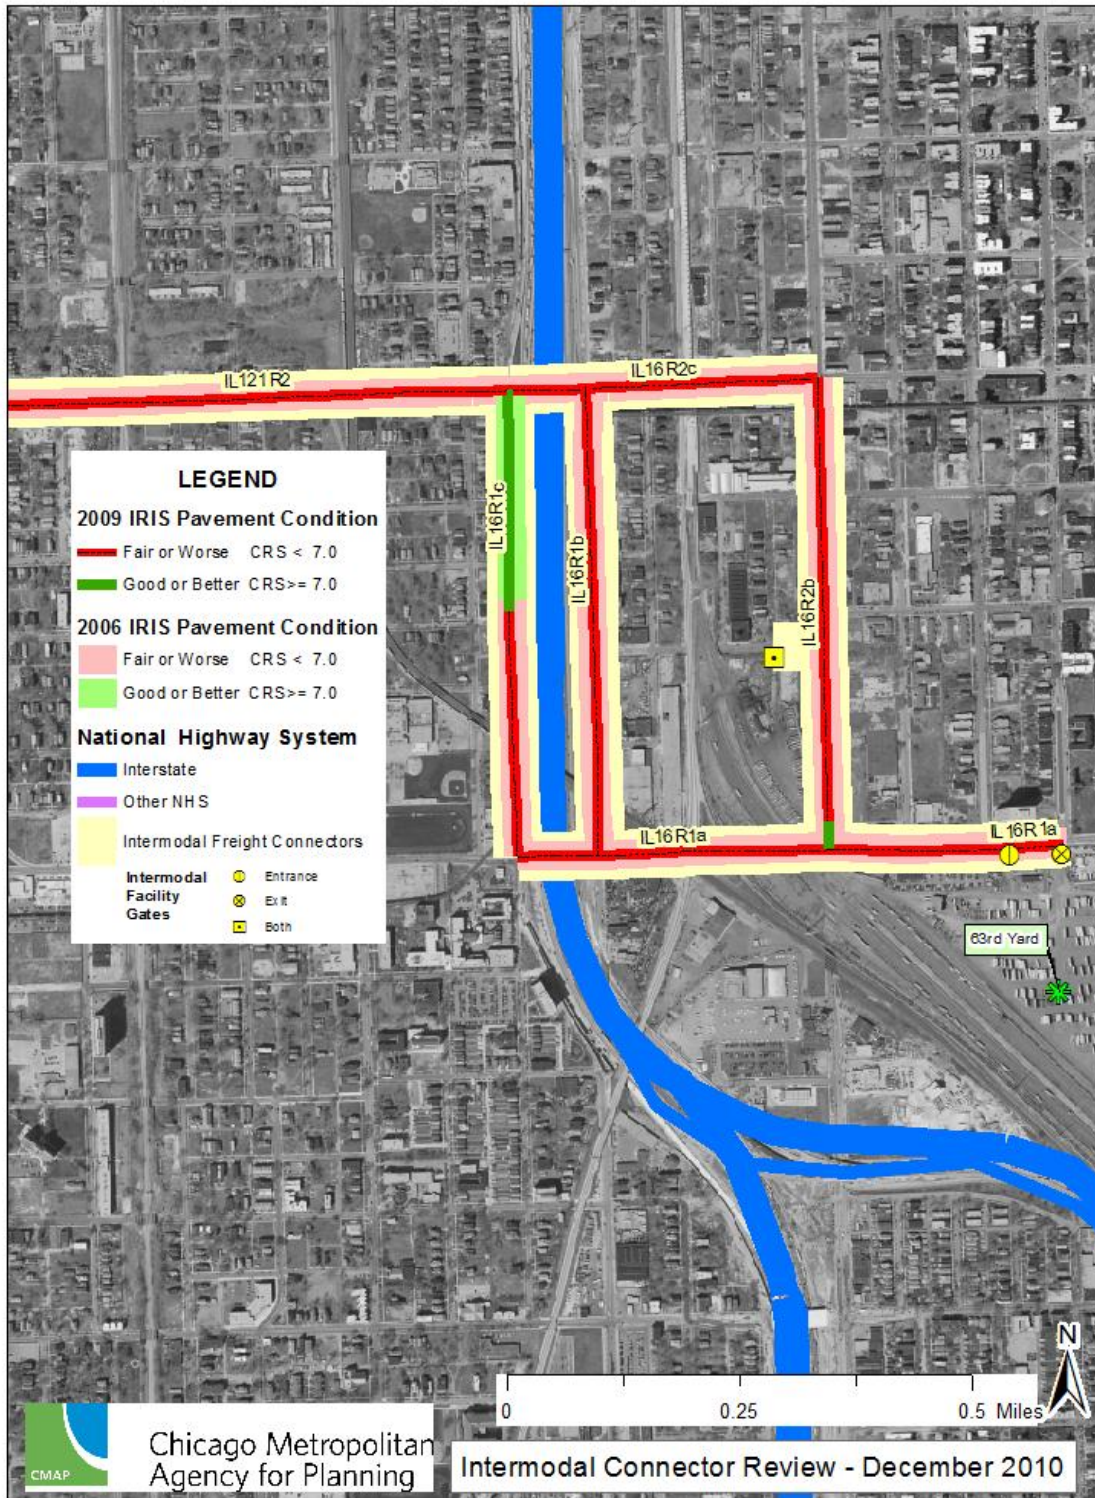 IL121R2
IL16R2c
IL16R1c
IL16R1b
IL16R2b
LEGEND
2009 IRIS Pavement Condition
Fair or Worse CRS < 7.0
Good or Better CRS>= 7.0
2006 IRIS Pavement Condition
Fair or Worse CRS < 7.0
Good or Better CRS>= 7.0
National Highway System
Interstate
Other NHS
Intermodal Freight Connectors
Intermodal
Facility
Gates
Entrance
Exit
Both
IL16R1a
IL16R1a
63rd Yard
N
0 0.25 0.5 Miles
CMAP
Chicago Metropolitan
Agency for Planning
Intermodal Connector Review - December 2010